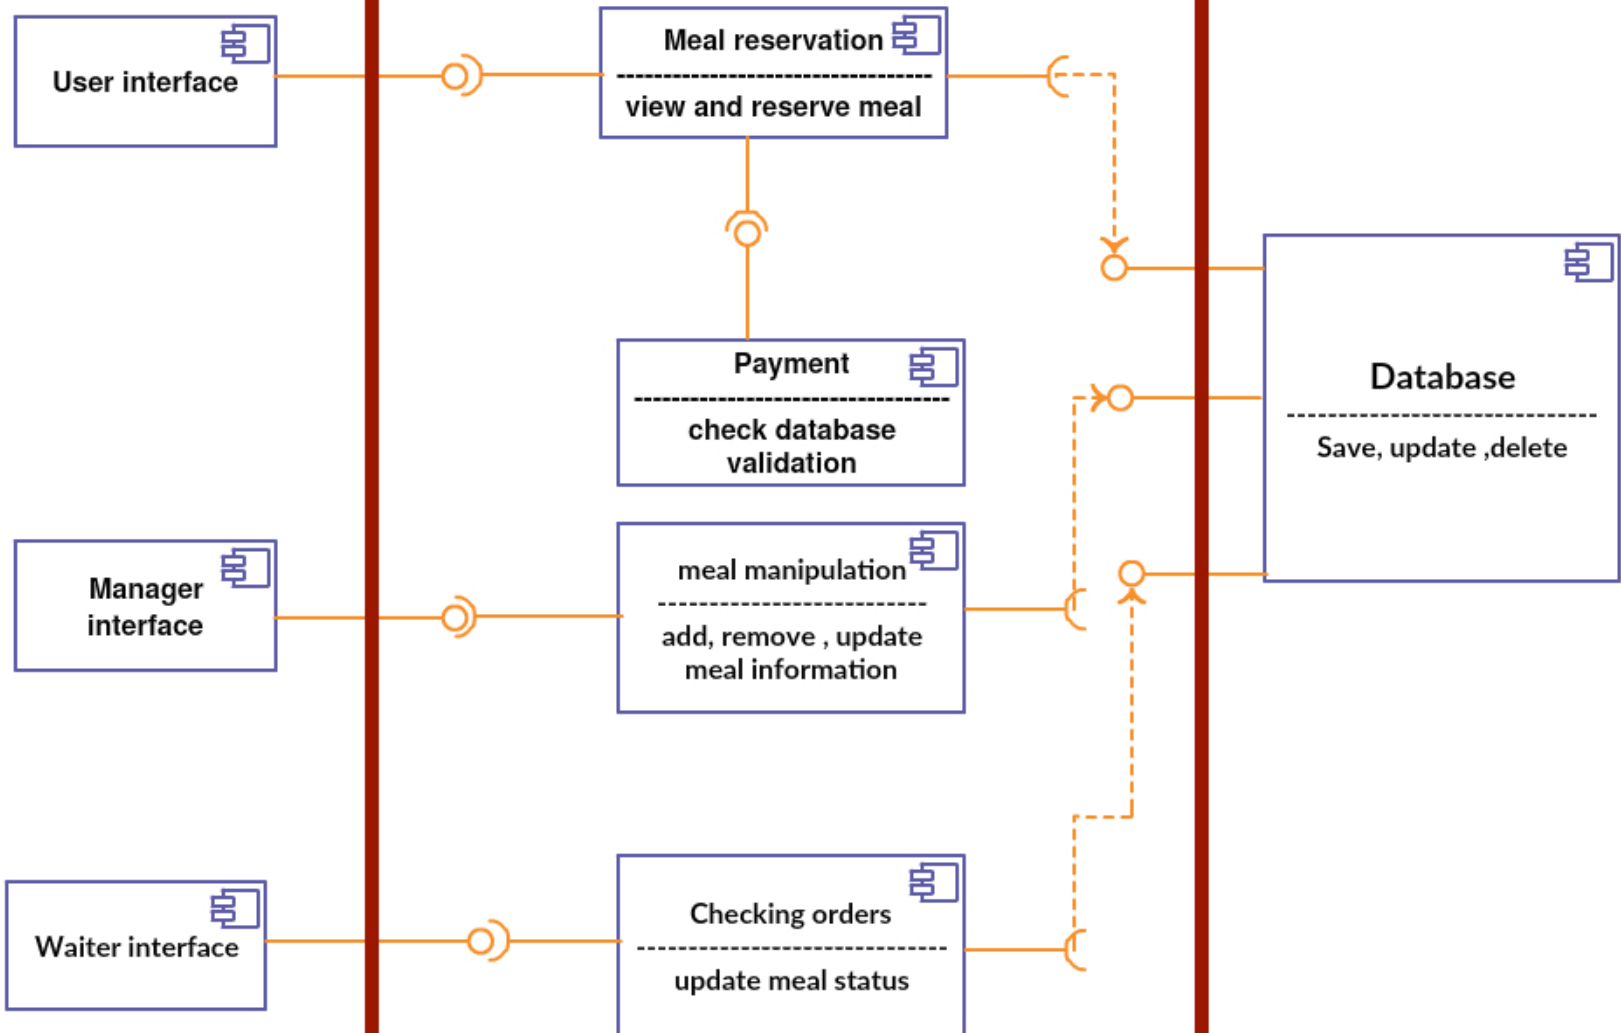 User interface
Meal reservation
view and reserve meal
Payment
check database
validation
Database
Save, update ,delete
Manager
interface
meal manipulation
add, remove , update
meal information
Waiter interface
Checking orders
update meal status